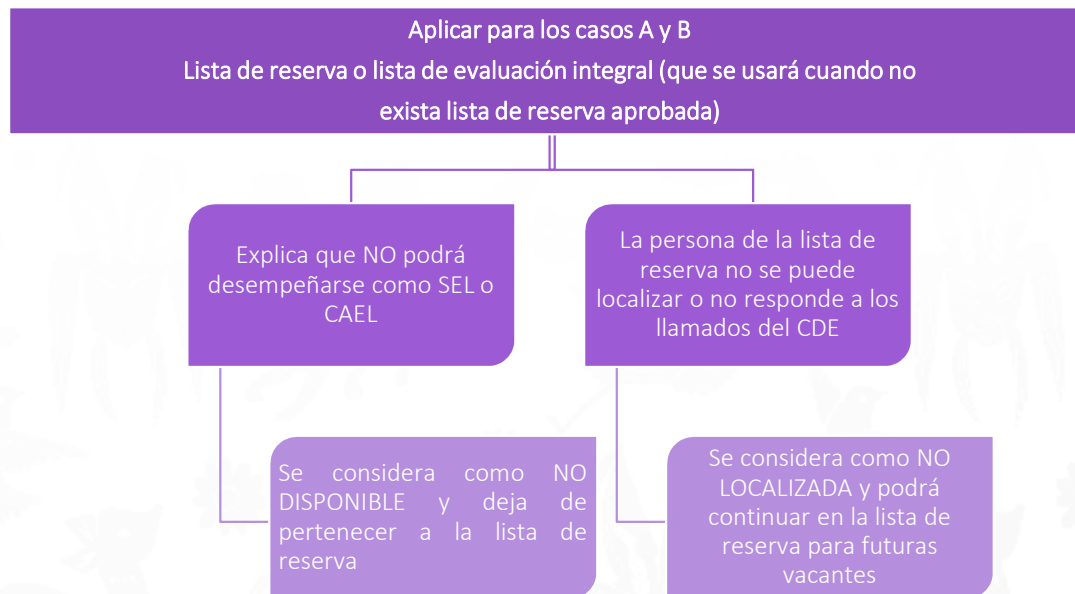 Aplicar para los casos A y B
Lista de reserva o lista de evaluación integral (que se usará cuando no
exista lista de reserva aprobada)
Explica que NO podrá
desempeñarse como SEL o
CAEL
La persona de la lista de
reserva no se puede
localizar o no responde a los
llamados del CDE
Se considera como NO
DISPONIBLE y deja de
pertenecer a la lista de
reserva
Se considera como NO
LOCALIZADA y podrá
continuar en la lista de
reserva para futuras
vacantes